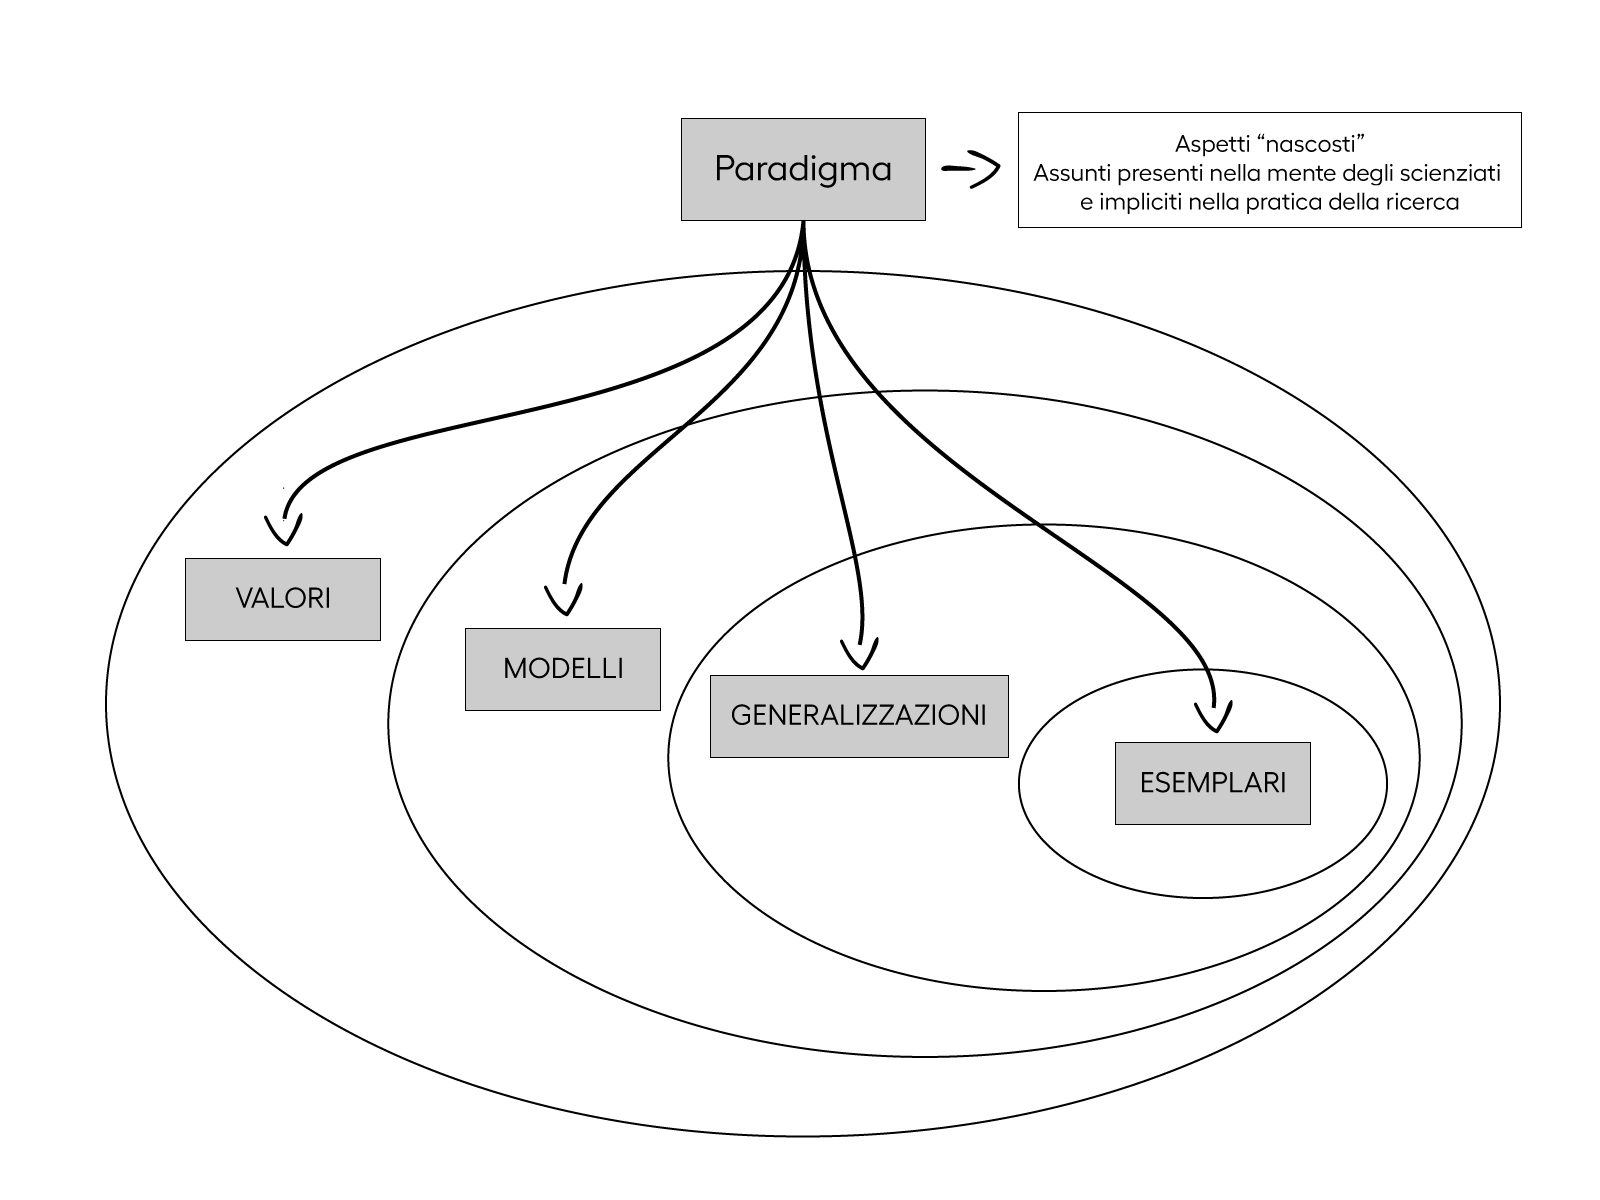 Paradigma
Aspetti “nascosti”
Assunti presenti nella mente degli scienziati
e impliciti nella pratica della ricerca
VALORI
MODELLI
GENERALIZZAZIONI
ESEMPLARI